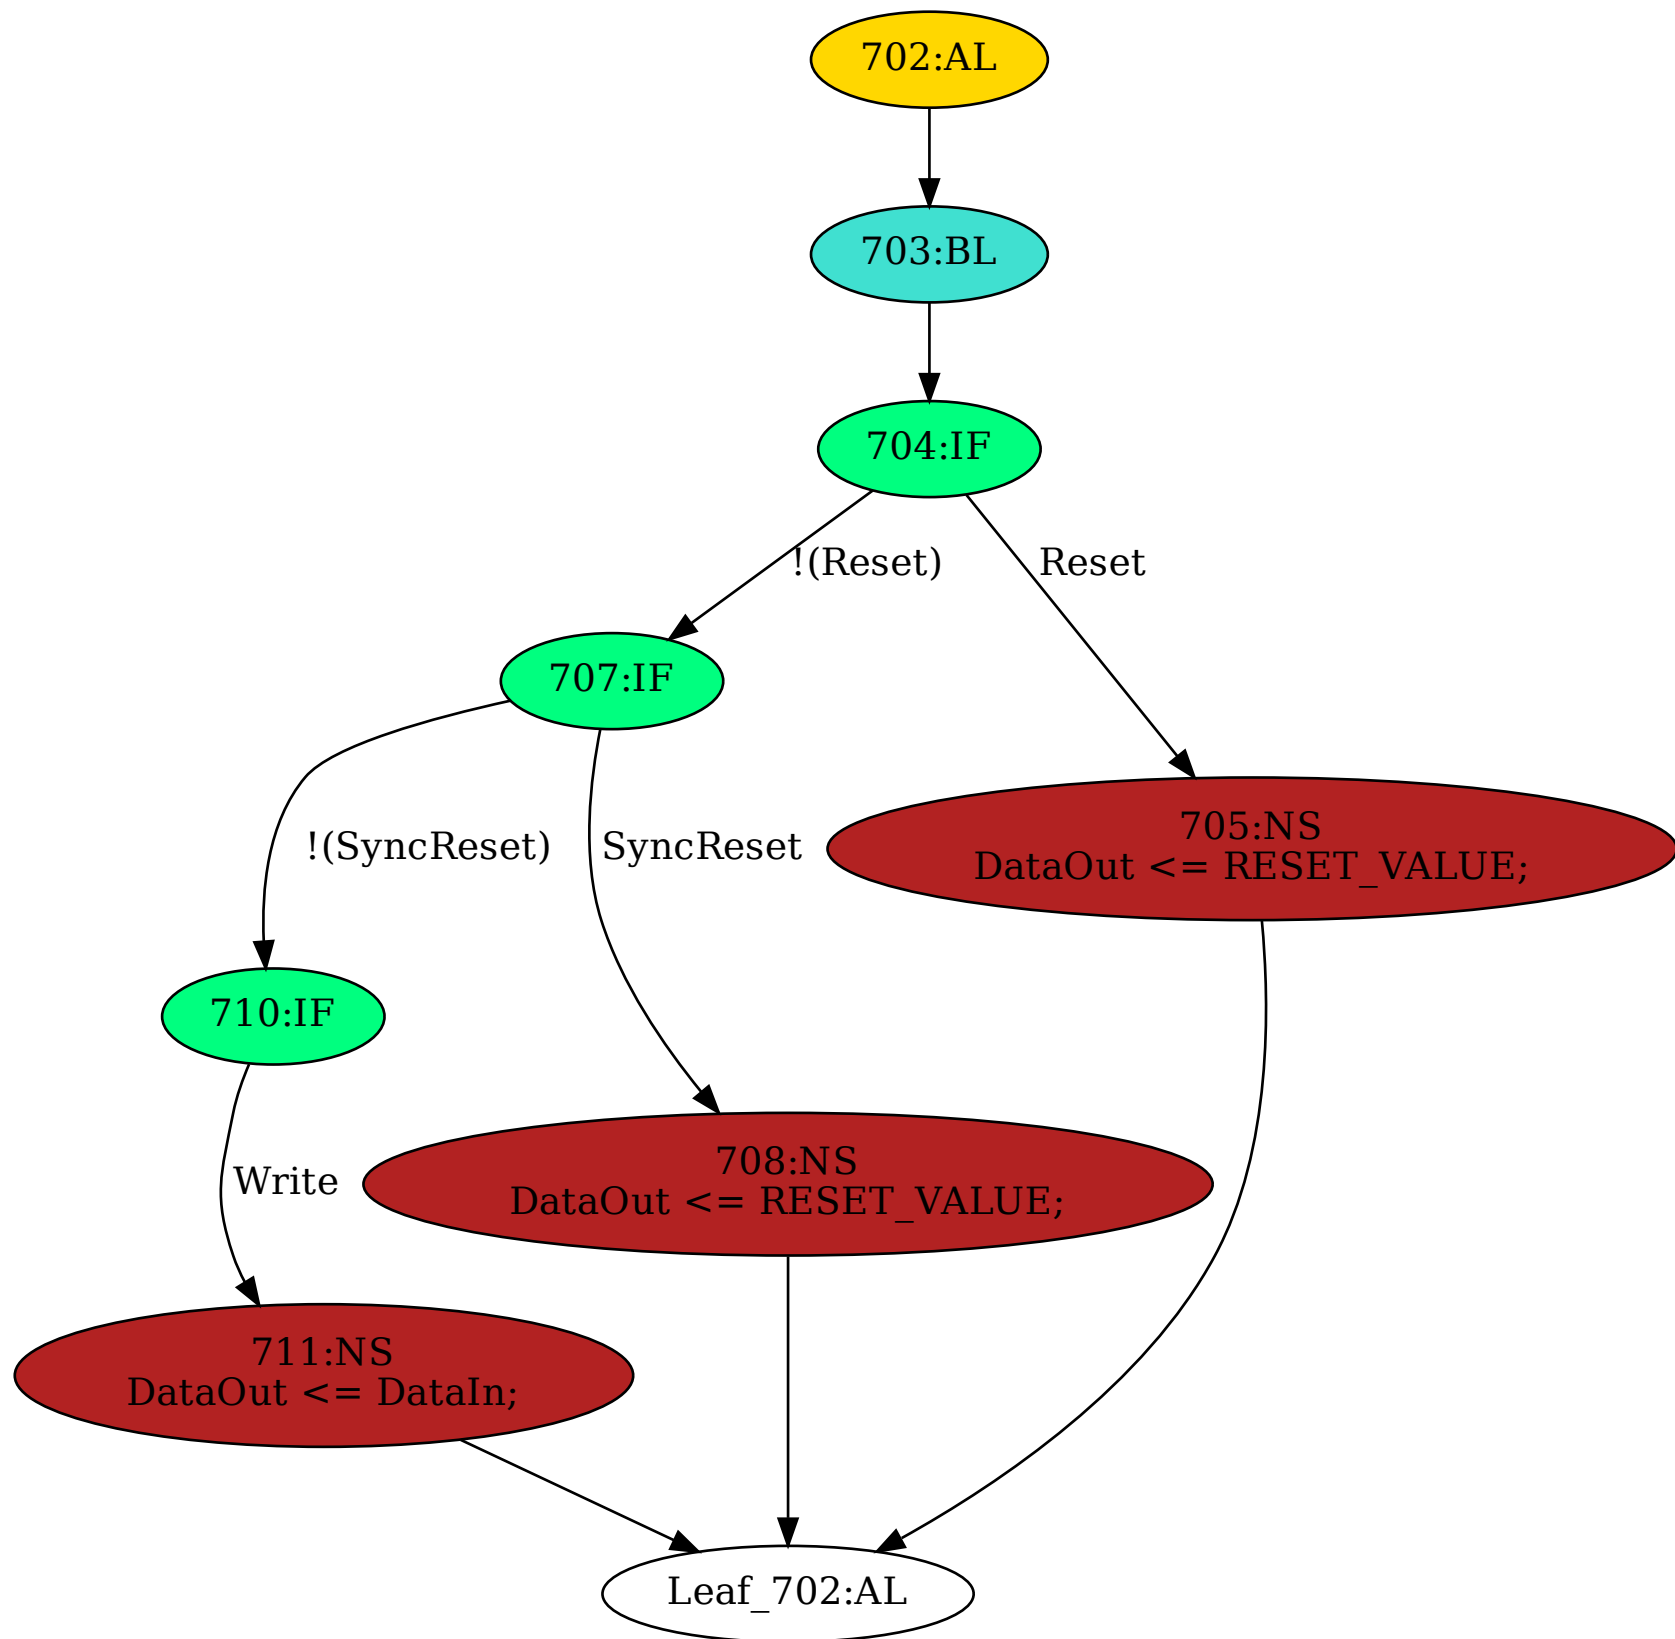 702:AL
703:BL
704:IF
!(Reset)
Reset
707:IF
705:NS
DataOut <= RESET_VALUE;
!(SyncReset)
SyncReset
710:IF
708:NS
DataOut <= RESET_VALUE;
Write
711:NS
DataOut <= DataIn;
Leaf_702:AL